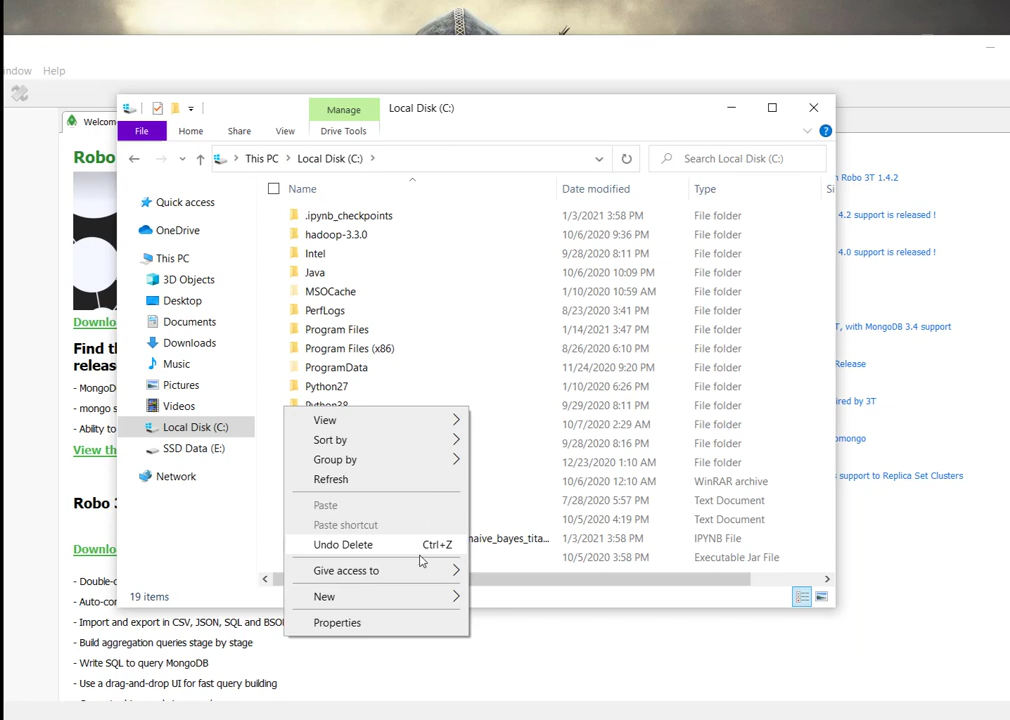 indow Help
Welcom
Manage
Local Disk (C:)
File
Home
Share
View
Drive Tools
This PC
Local Disk (C:)
Search Local Disk (C:)
Name
Date modified
Type
Si
Quick access
OneDrive
This PC
3D Objects
Desktop
Documents
Downloads
Music
Pictures
Videos
Local Disk (C:)
SSD Data (E:)
Network
.ipynb_checkpoints 1/3/2021 3:58 PM File folder
hadoop-3.3.0 10/6/2020 9:36 PM File folder
Intel 9/28/2020 8:11 PM File folder
Java 10/6/2020 10:09 PM File folder
MSOCache 1/10/2020 10:59 AM File folder
PerfLogs 8/23/2020 3:41 PM File folder
Program Files 1/14/2021 3:47 PM File folder
Program Files (x86) 8/26/2020 6:10 PM File folder
ProgramData 11/24/2020 9:20 PM File folder
Python27 1/10/2020 6:26 PM File folder
Python38 9/29/2020 8:11 PM File folder
10/7/2020 2:29 AM File folder
9/28/2020 8:16 PM File folder
12/23/2020 1:10 AM File folder
10/6/2020 12:10 AM WinRAR archive
7/28/2020 5:57 PM Text Document
10/5/2020 4:19 PM Text Document
naive_bayes_tita... 1/3/2021 3:58 PM IPYNB File
10/5/2020 3:58 PM Executable Jar File
19 items
View
Sort by
Group by
Refresh
Paste
Paste shortcut
Undo Delete Ctrl+Z
Give access to
New
Properties
Robo
Downlo
Find th
releas
- MongoD
- mongo s
- Ability to
View th
Robo 3
Downlo
- Double-c
- Auto-con
- Import and export in CSV, JSON, SQL and BSO
- Build aggregation queries stage by stage
- Write SQL to query MongoDB
- Use a drag-and-drop UI for fast query building
n Robo 3T 1.4.2
4.2 support is released !
4.0 support is released !
T, with MongoDB 3.4 support
Release
ired by 3T
omongo
s support to Replica Set Clusters